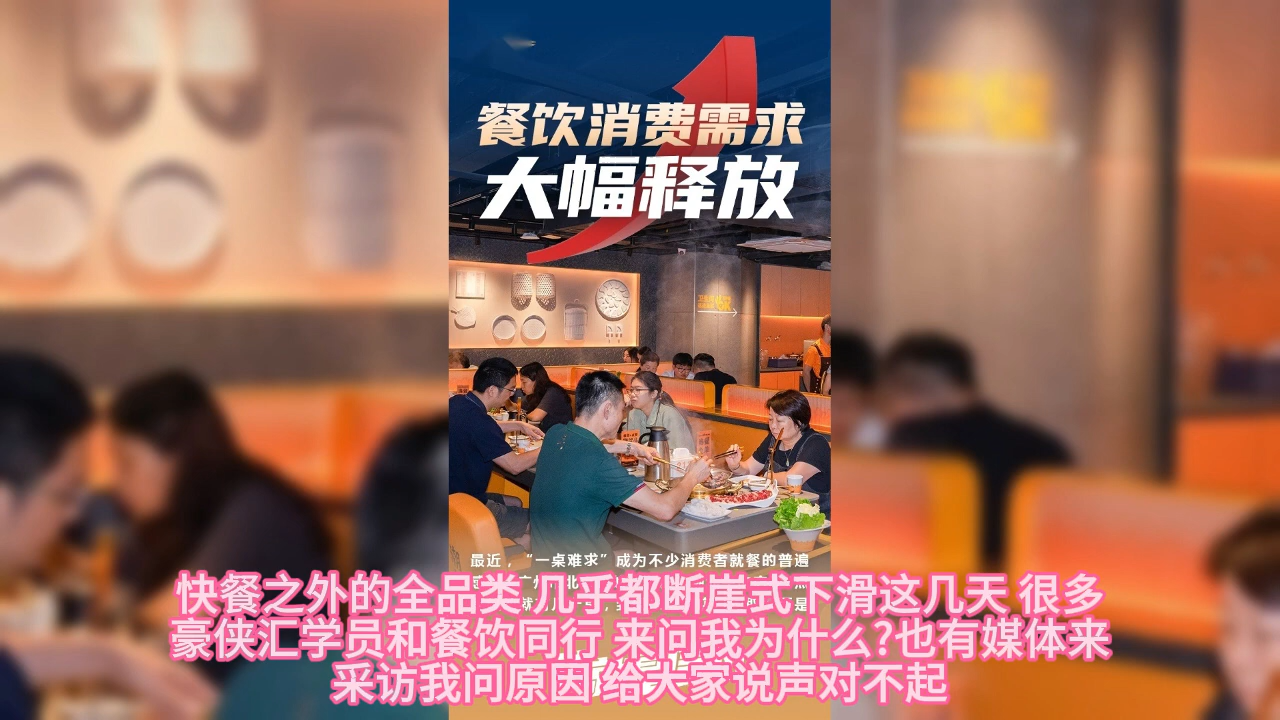 餐饮消费需求
大幅释放
最近，“一桌难求”成为不少消费者就餐的普遍
快餐之外的全品类 几乎都断崖式下滑这几天 很多
豪侠汇学员和餐饮同行 来问我为什么?也有媒体来
采访我问原因 给大家说声对不起